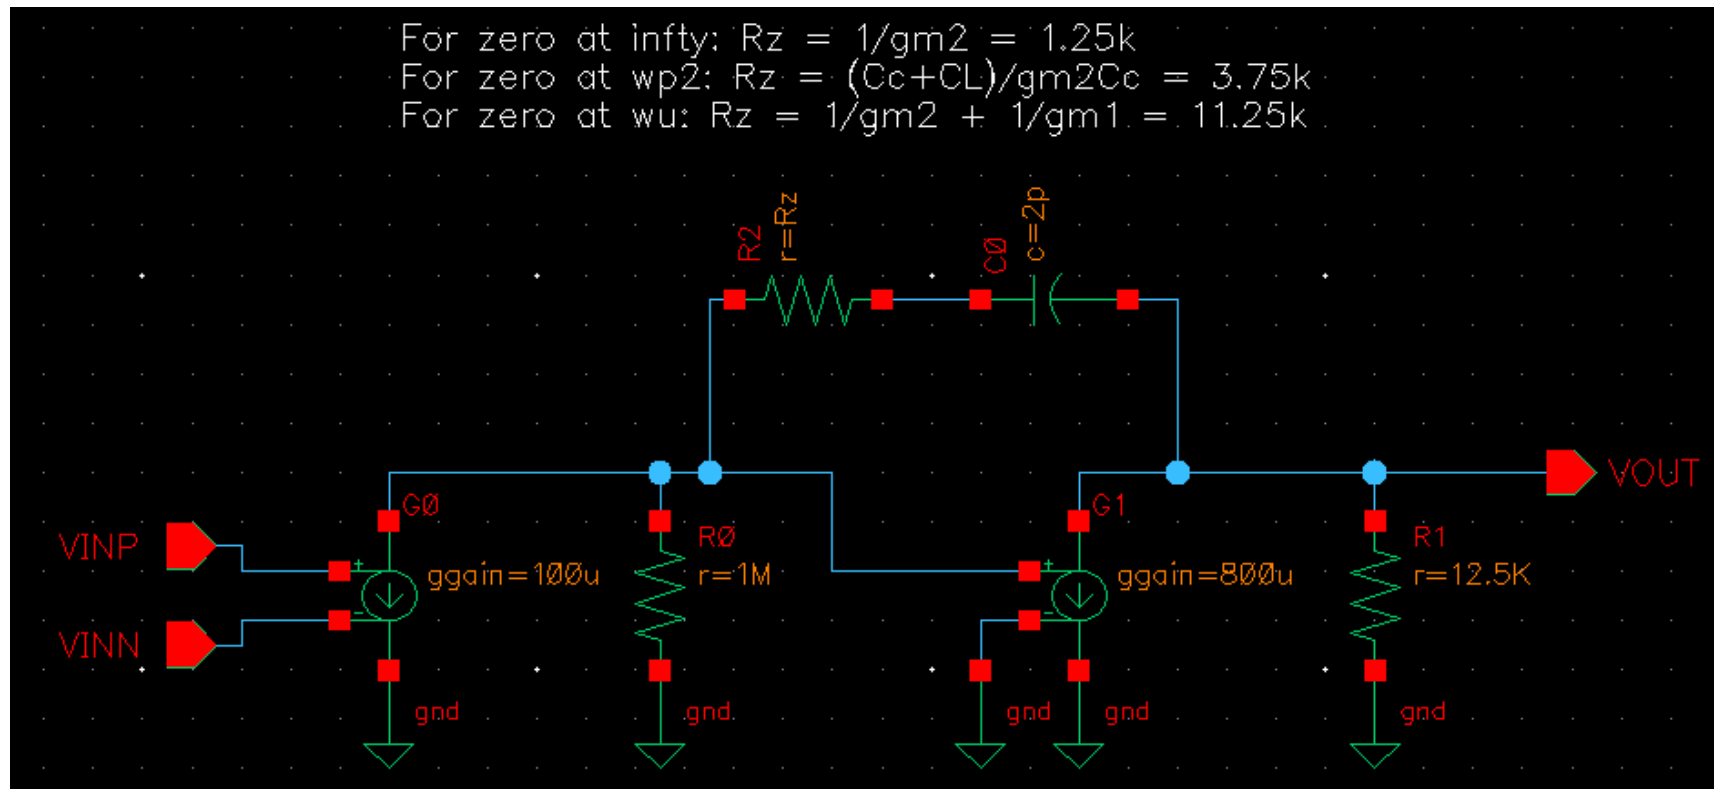 For zero at infty: Rz = 1/gm2 = 1.25k
For zero at wp2: Rz = (Cc+CL)/gm2Cc = 3.75k
For zero at wu: Rz = 1/gm2 + 1/gm1 = 11.25k
R2
r=Rz
C0
c=2p
VOUT
G0
G1
VINP
R0
R1
ggain=100u
r=1M
ggain=800u
r=12.5K
+
+
VINN
-
-
gnd
gnd
gnd
gnd
gnd